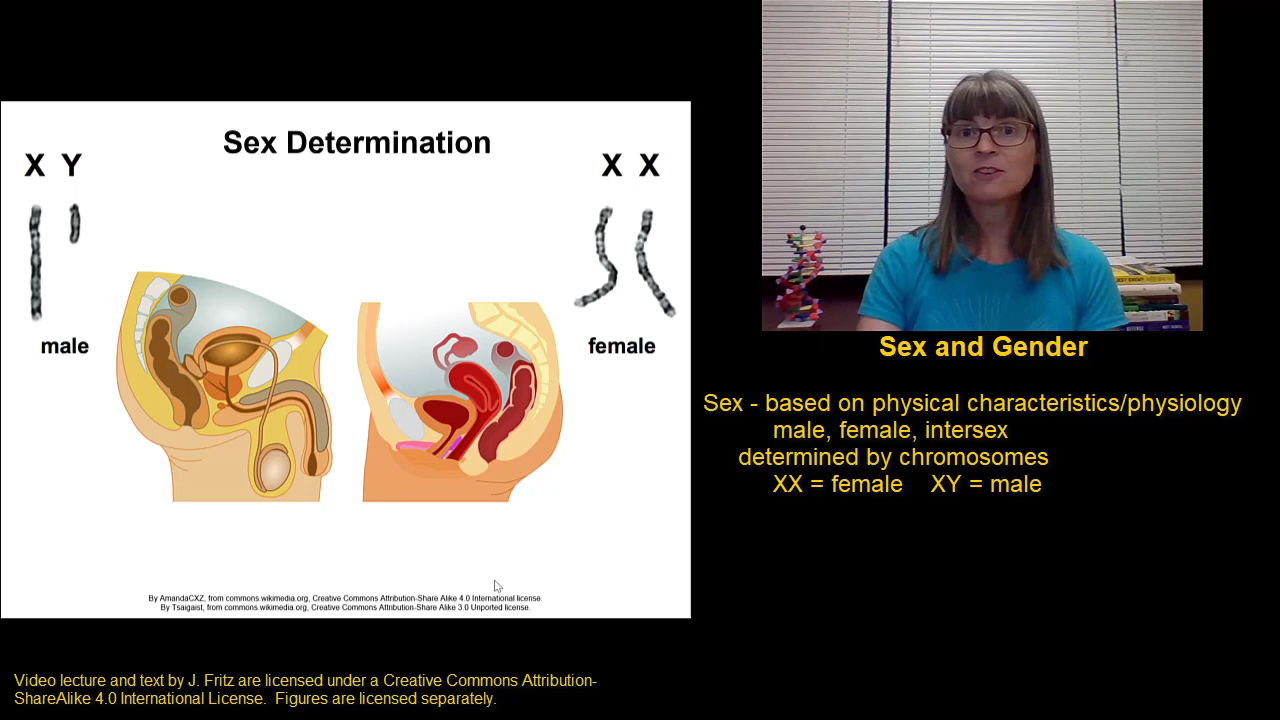 Sex Determination
X Y
X X
male
female
By AmandaCXZ, from commons.wikimedia.org, Creative Commons Attribution-Share Alike 4.0 International license.
By Tsaigaist, from commons.wikimedia.org, Creative Commons Attribution-Share Alike 3.0 Unported license.
Sex and Gender
Sex - based on physical characteristics/physiology
male, female, intersex
determined by chromosomes
XX = female XY = male
Video lecture and text by J. Fritz are licensed under a Creative Commons Attribution-
ShareAlike 4.0 International License. Figures are licensed separately.